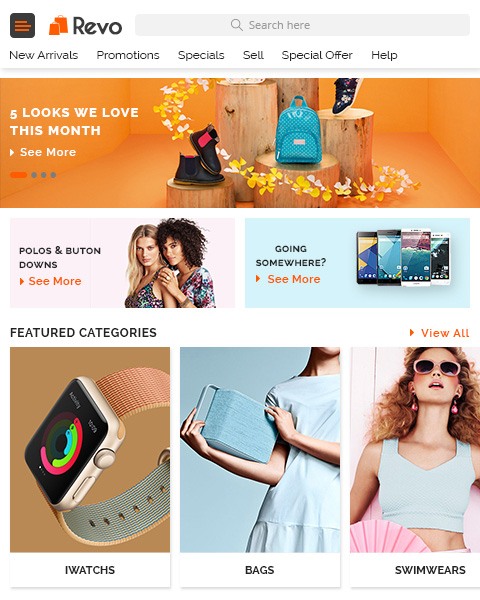 Revo
Search here
New Arrivals Promotions Specials Sell Special Offer Help
5 LOOKS WE LOVE
THIS MONTH
See More
POLOS & BUTON
DOWNS
See More
GOING
SOMEWHERE?
See More
FEATURED CATEGORIES
View All
IWATCHS
BAGS
SWIMWEARS